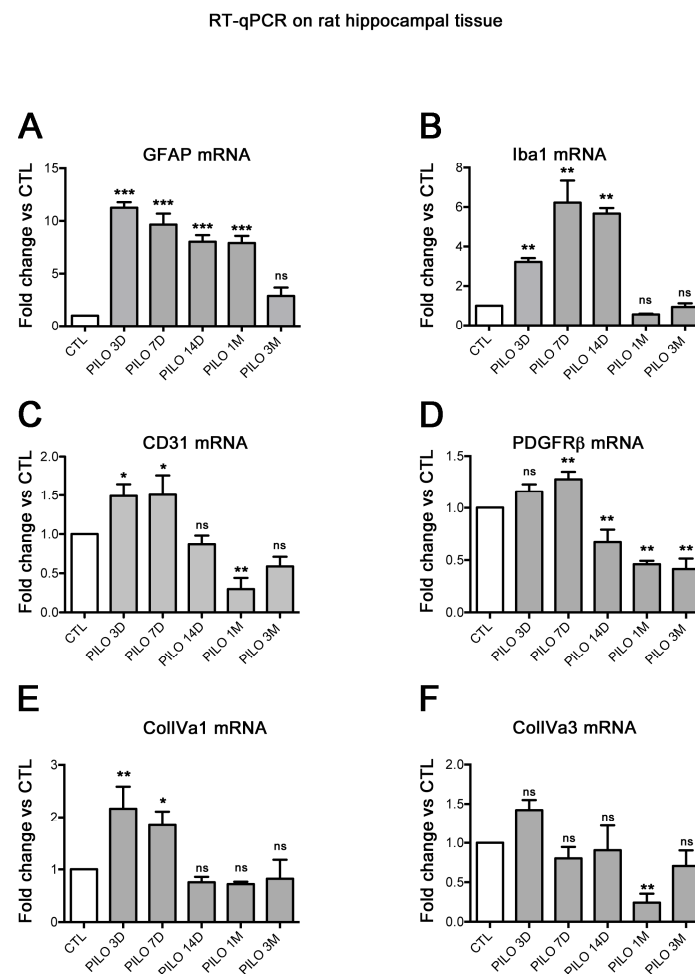 RT-qPCR on rat hippocampal tissue
A
GFAP mRNA
Fold change vs CTL
15
10
5
0
***
***
***
***
ns
CTL
PILO 3D
PILO 7D
PILO 14D
PILO 1M
PILO 3M
B
Iba1 mRNA
Fold change vs CTL
8
6
4
2
0
**
**
**
ns
ns
CTL
PILO 3D
PILO 7D
PILO 14D
PILO 1M
PILO 3M
C
CD31 mRNA
Fold change vs CTL
2.0
1.5
1.0
0.5
0.0
*
*
ns
**
ns
CTL
PILO 3D
PILO 7D
PILO 14D
PILO 1M
PILO 3M
D
PDGFRβ mRNA
Fold change vs CTL
1.5
1.0
0.5
0.0
ns
**
**
**
**
CTL
PILO 3D
PILO 7D
PILO 14D
PILO 1M
PILO 3M
E
CollVa1 mRNA
Fold change vs CTL
3
2
1
0
**
*
ns
ns
ns
CTL
PILO 3D
PILO 7D
PILO 14D
PILO 1M
PILO 3M
F
CollVa3 mRNA
Fold change vs CTL
2.0
1.5
1.0
0.5
0.0
ns
ns
ns
**
ns
CTL
PILO 3D
PILO 7D
PILO 14D
PILO 1M
PILO 3M